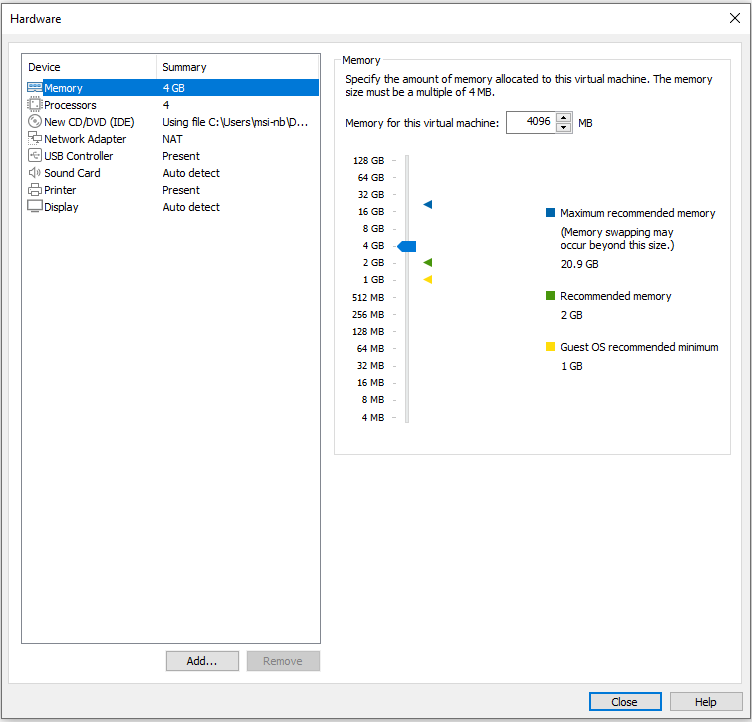 Hardware
Device Summary
Memory 4 GB
Processors 4
New CD/DVD (IDE) Using file C:\Users\msi-nb\D...
Network Adapter NAT
USB Controller Present
Sound Card Auto detect
Printer Present
Display Auto detect
Add...
Remove
Memory
Specify the amount of memory allocated to this virtual machine. The memory
size must be a multiple of 4 MB.
Memory for this virtual machine: 4096 MB
128 GB
64 GB
32 GB
16 GB
8 GB
4 GB
2 GB
1 GB
512 MB
256 MB
128 MB
64 MB
32 MB
16 MB
8 MB
4 MB
Maximum recommended memory
(Memory swapping may
occur beyond this size.)
20.9 GB
Recommended memory
2 GB
Guest OS recommended minimum
1 GB
Close
Help